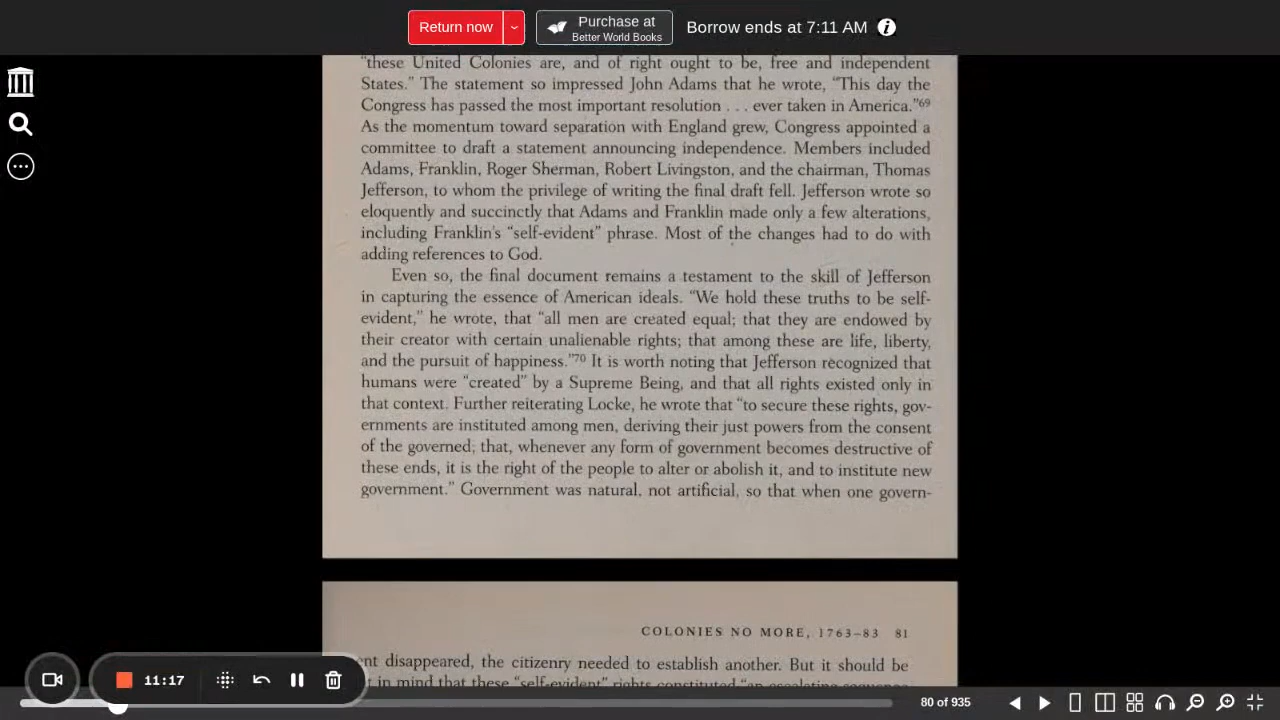 Return now
Purchase at
Better World Books
Borrow ends at 7:11 AM
"these United Colonies are, and of right ought to be, free and independent
States." The statement so impressed John Adams that he wrote, "This day the
Congress has passed the most important resolution . . . ever taken in America."69
As the momentum toward separation with England grew, Congress appointed a
committee to draft a statement announcing independence. Members included
Adams, Franklin, Roger Sherman, Robert Livingston, and the chairman, Thomas
Jefferson, to whom the privilege of writing the final draft fell. Jefferson wrote so
eloquently and succinctly that Adams and Franklin made only a few alterations,
including Franklin's "self-evident" phrase. Most of the changes had to do with
adding references to God.
Even so, the final document remains a testament to the skill of Jefferson
in capturing the essence of American ideals. "We hold these truths to be self-
evident," he wrote, that "all men are created equal; that they are endowed by
their creator with certain unalienable rights; that among these are life, liberty,
and the pursuit of happiness."70 It is worth noting that Jefferson recognized that
humans were "created" by a Supreme Being, and that all rights existed only in
that context. Further reiterating Locke, he wrote that "to secure these rights, gov-
ernments are instituted among men, deriving their just powers from the consent
of the governed; that, whenever any form of government becomes destructive of
these ends, it is the right of the people to alter or abolish it, and to institute new
government." Government was natural, not artificial, so that when one govern-
COLONIES NO MORE, 1763–83 81
ent disappeared, the citizenry needed to establish another. But it should be
in mind that these "self-evident" rights constituted "an escalating sequence
11:17
80 of 935